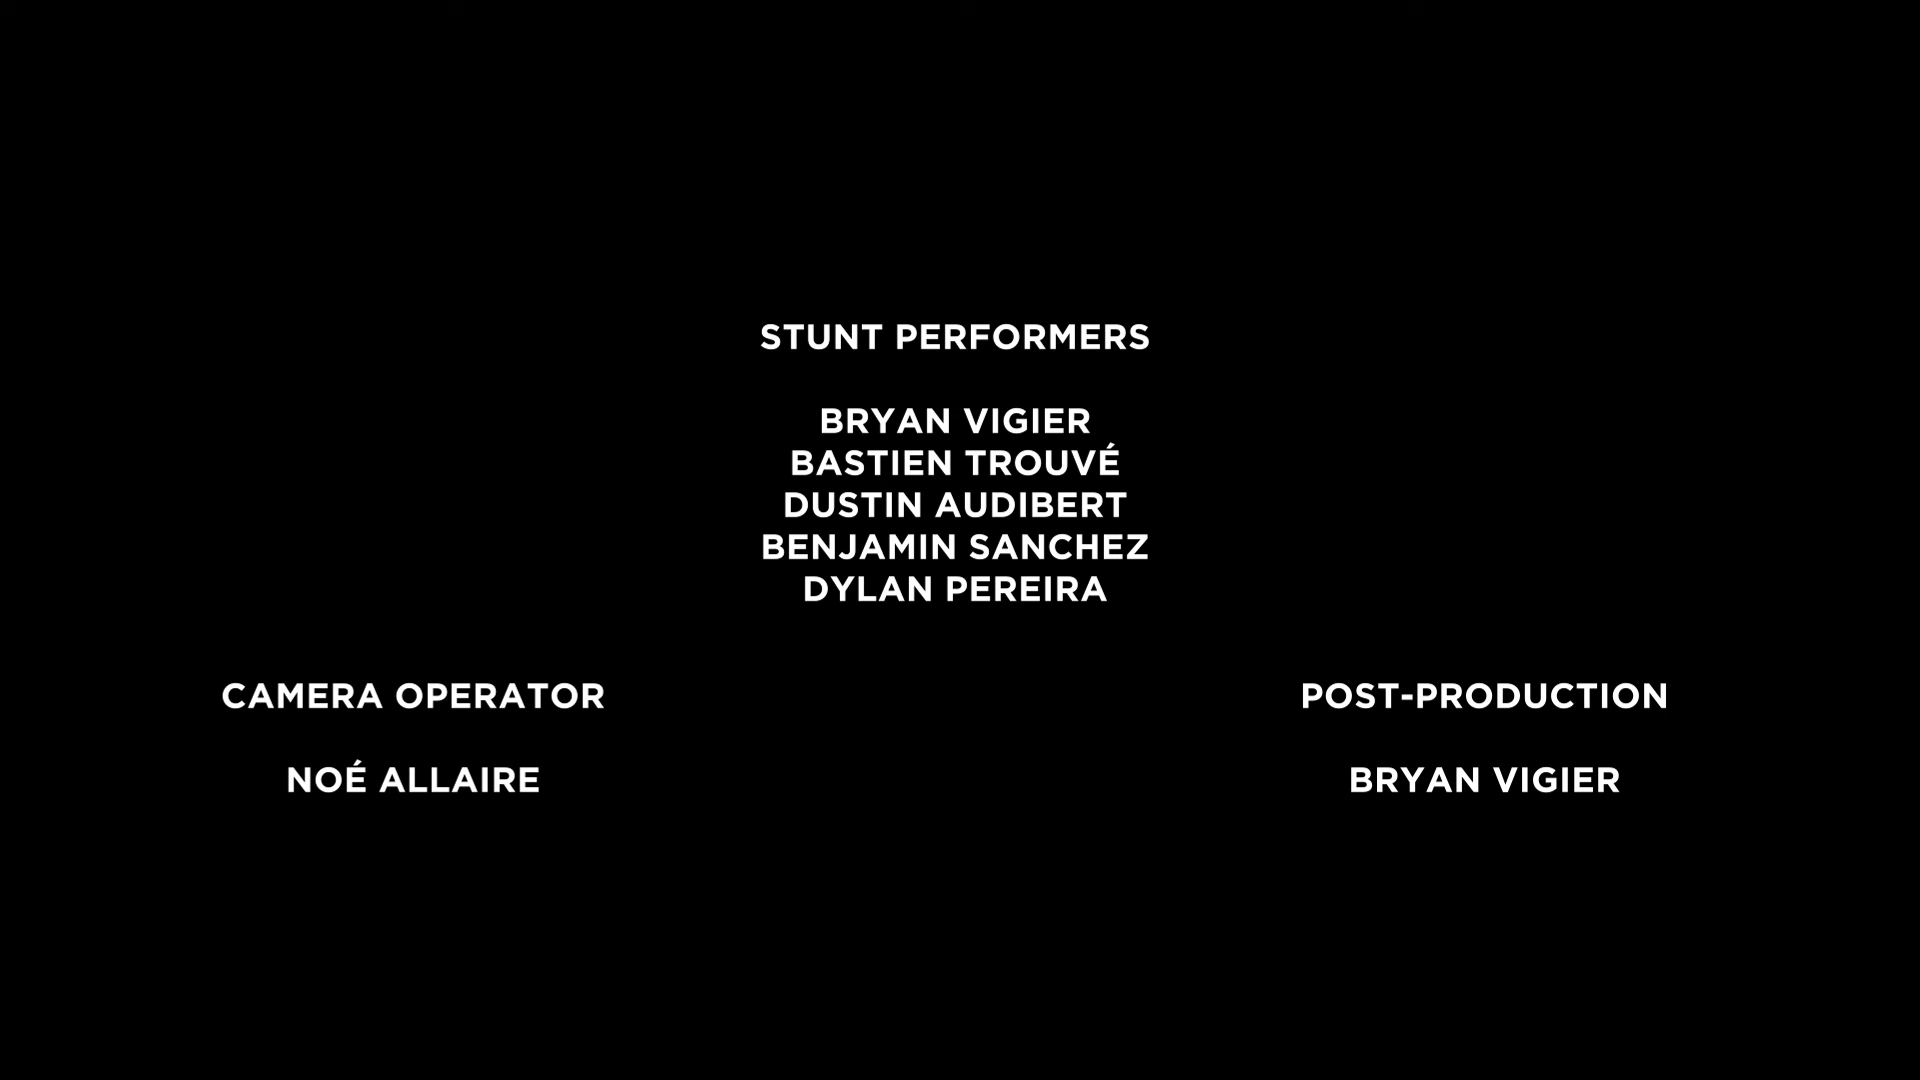 STUNT PERFORMERS
BRYAN VIGIER
BASTIEN TROUVÉ
DUSTIN AUDIBERT
BENJAMIN SANCHEZ
DYLAN PEREIRA
CAMERA OPERATOR
NOÉ ALLAIRE
POST-PRODUCTION
BRYAN VIGIER